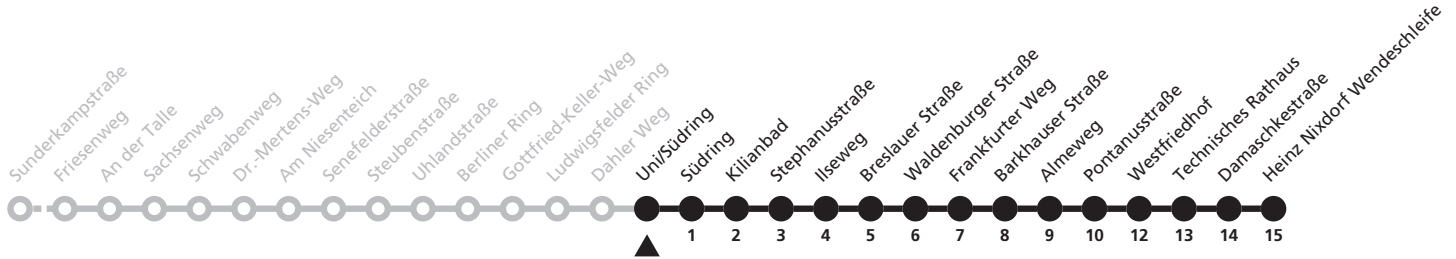 Sunderkampstraße
Friesenweg
An der Talle
Sachsenweg
Schwabenweg
Dr.-Mertens-Weg
Am Niesenteich
Senefelderstraße
Steubenstraße
Uhlandstraße
Berliner Ring
Gottfried-Keller-Weg
Ludwigsfelder Ring
Dahler Weg
Uni/Südring
Südring
Kilianbad
Stephanusstraße
Ilseweg
Breslauer Straße
Waldenburger Straße
Frankfurter Weg
Barkhauser Straße
Almeweg
Pontanusstraße
Westfriedhof
Technisches Rathaus
Damaschkestraße
Heinz Nixdorf Wendeschleife
1 2 3 4 5 6 7 8 9 10 12 13 14 15